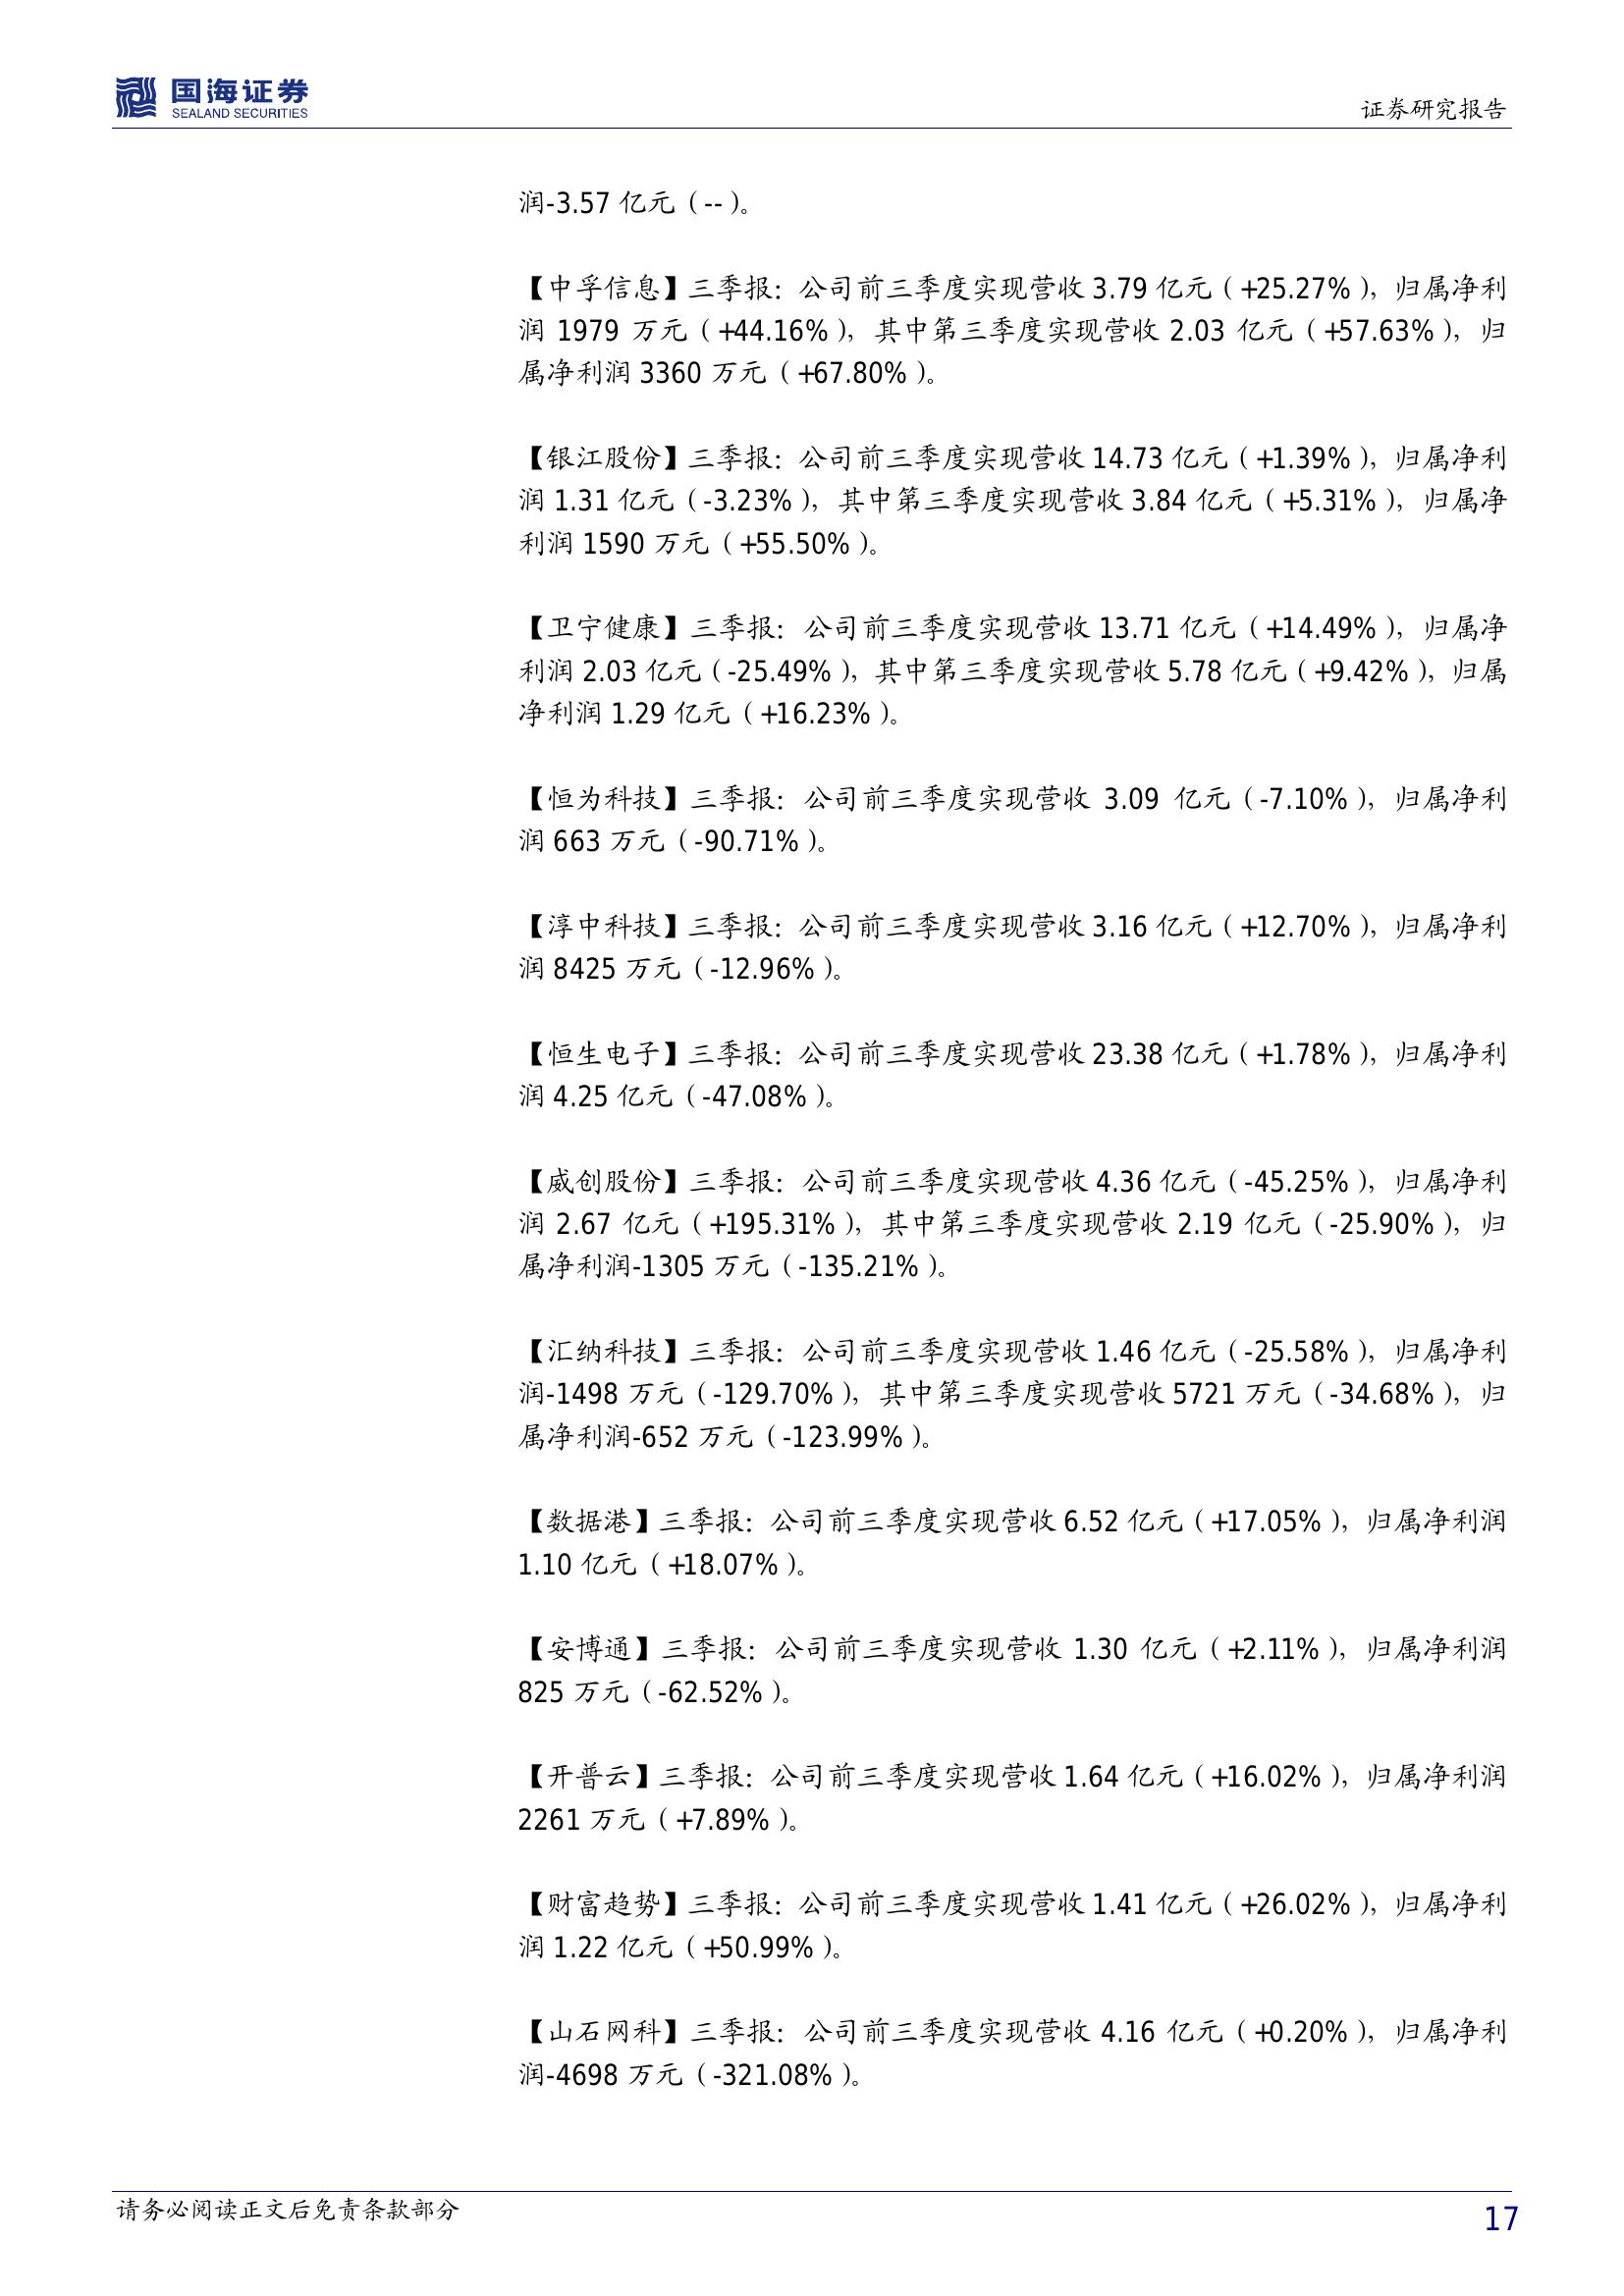 国海证券
SEALAND SECURITIES
证券研究报告
润-3.57 亿元（--）。
【中孚信息】三季报：公司前三季度实现营收 3.79 亿元（+25.27%），归属净利
润 1979 万元（+44.16%），其中第三季度实现营收 2.03 亿元（+57.63%），归
属净利润 3360 万元（+67.80%）。
【银江股份】三季报：公司前三季度实现营收 14.73 亿元（+1.39%），归属净利
润 1.31 亿元（-3.23%），其中第三季度实现营收 3.84 亿元（+5.31%），归属净
利润 1590 万元（+55.50%）。
【卫宁健康】三季报：公司前三季度实现营收 13.71 亿元（+14.49%），归属净
利润 2.03 亿元（-25.49%），其中第三季度实现营收 5.78 亿元（+9.42%），归属
净利润 1.29 亿元（+16.23%）。
【恒为科技】三季报：公司前三季度实现营收 3.09 亿元（-7.10%），归属净利
润 663 万元（-90.71%）。
【淳中科技】三季报：公司前三季度实现营收 3.16 亿元（+12.70%），归属净利
润 8425 万元（-12.96%）。
【恒生电子】三季报：公司前三季度实现营收 23.38 亿元（+1.78%），归属净利
润 4.25 亿元（-47.08%）。
【威创股份】三季报：公司前三季度实现营收 4.36 亿元（-45.25%），归属净利
润 2.67 亿元（+195.31%），其中第三季度实现营收 2.19 亿元（-25.90%），归
属净利润-1305 万元（-135.21%）。
【汇纳科技】三季报：公司前三季度实现营收 1.46 亿元（-25.58%），归属净利
润-1498 万元（-129.70%），其中第三季度实现营收 5721 万元（-34.68%），归
属净利润-652 万元（-123.99%）。
【数据港】三季报：公司前三季度实现营收 6.52 亿元（+17.05%），归属净利润
1.10 亿元（+18.07%）。
【安博通】三季报：公司前三季度实现营收 1.30 亿元（+2.11%），归属净利润
825 万元（-62.52%）。
【开普云】三季报：公司前三季度实现营收 1.64 亿元（+16.02%），归属净利润
2261 万元（+7.89%）。
【财富趋势】三季报：公司前三季度实现营收 1.41 亿元（+26.02%），归属净利
润 1.22 亿元（+50.99%）。
【山石网科】三季报：公司前三季度实现营收 4.16 亿元（+0.20%），归属净利
润-4698 万元（-321.08%）。
请务必阅读正文后免责条款部分
17